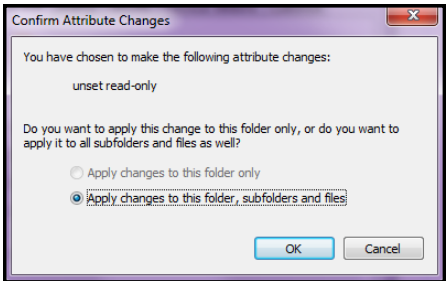 Confirm Attribute Changes
You have chosen to make the following attribute changes:
unset read-only
Do you want to apply this change to this folder only, or do you want to
apply it to all subfolders and files as well?
Apply changes to this folder only
Apply changes to this folder, subfolders and files
OK Cancel